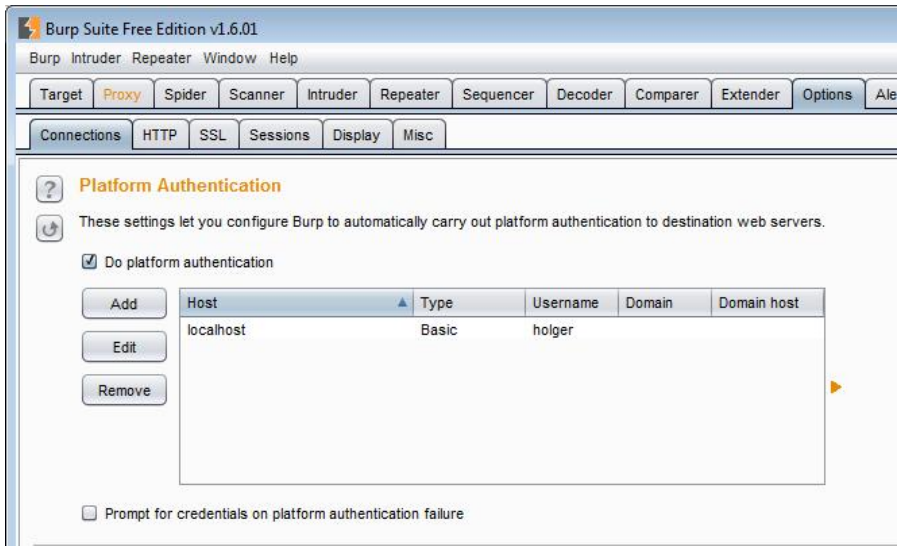 Burp Suite Free Edition v1.6.01
Burp Intruder Repeater Window Help
Target Proxy Spider Scanner Intruder Repeater Sequencer Decoder Comparer Extender Options Ale
Connections HTTP SSL Sessions Display Misc
? Platform Authentication
These settings let you configure Burp to automatically carry out platform authentication to destination web servers.
Do platform authentication
Add Host Type Username Domain Domain host
localhost Basic holger
Edit
Remove
Prompt for credentials on platform authentication failure